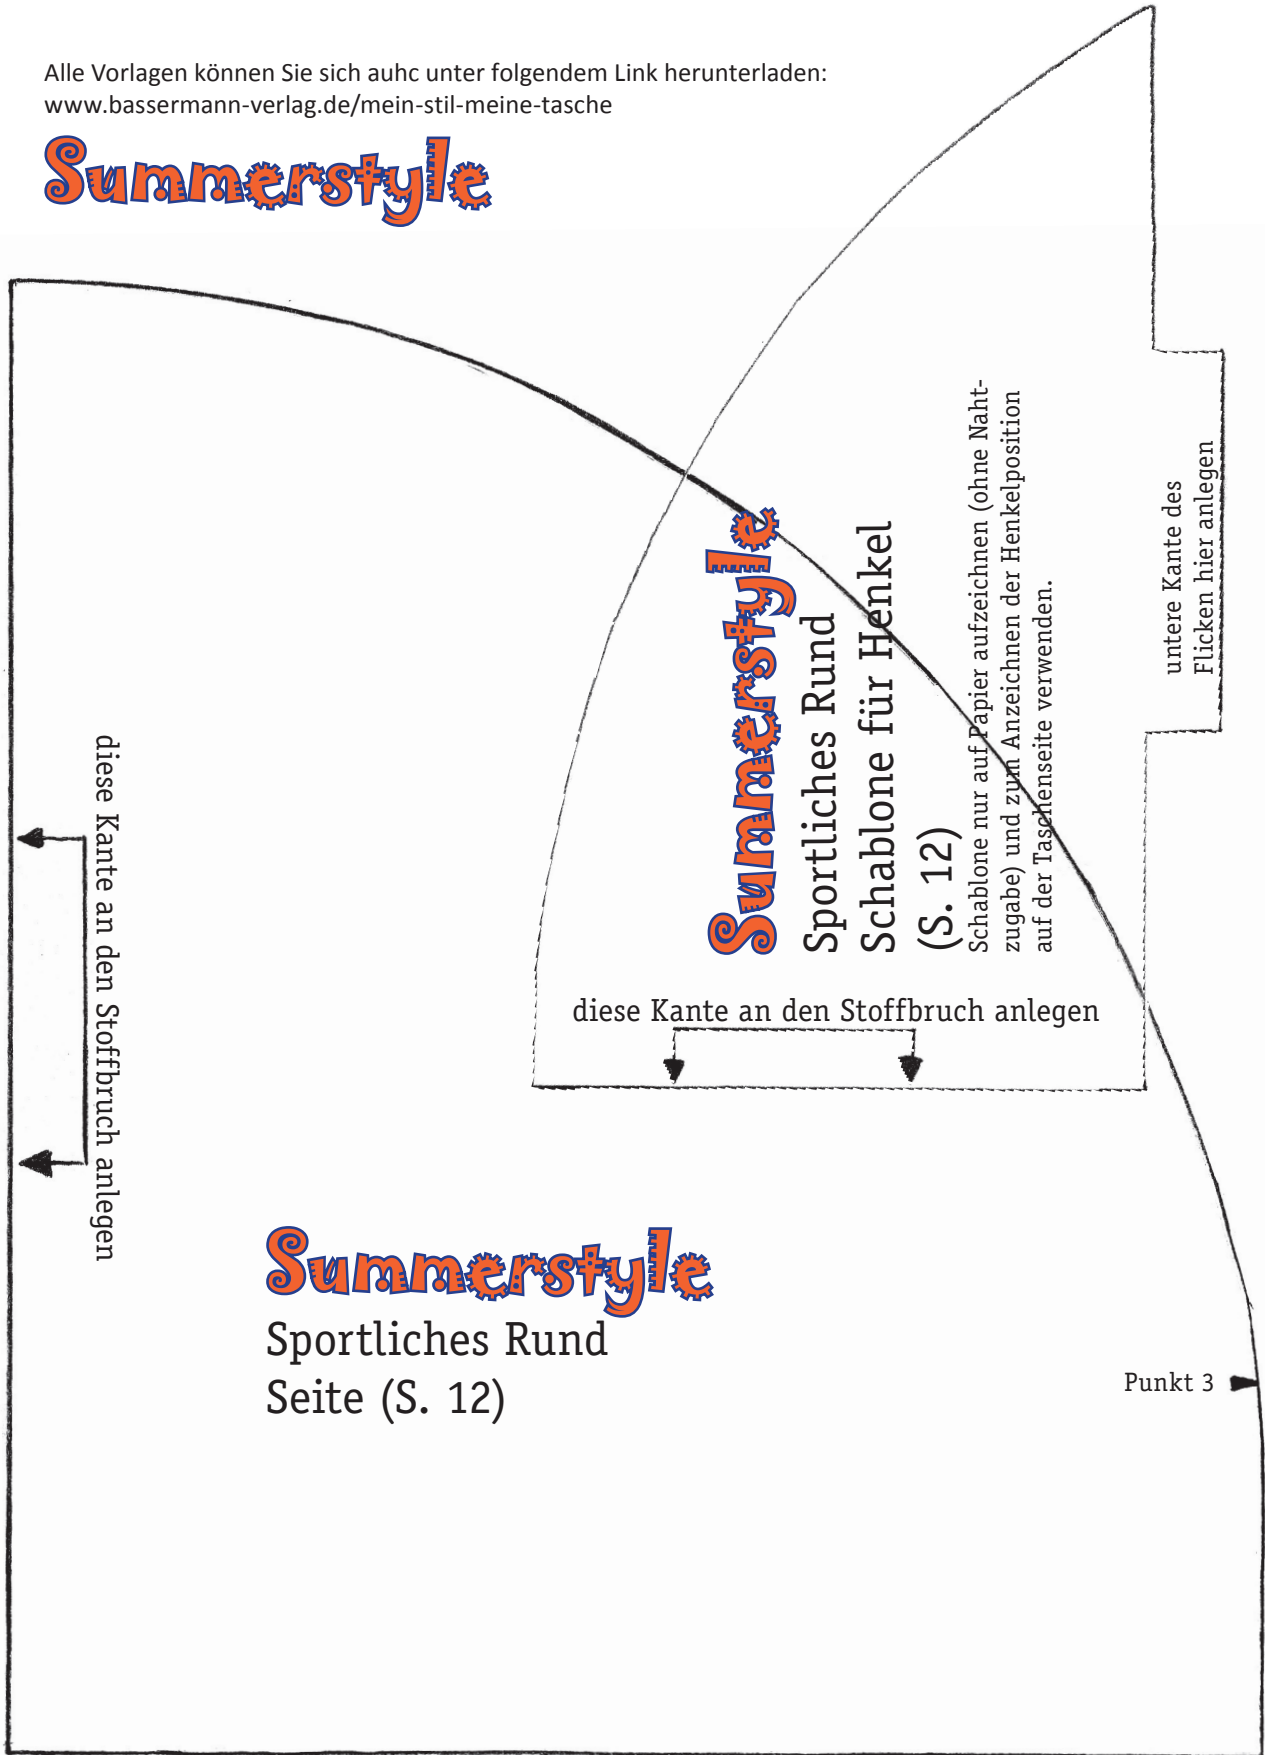 Alle Vorlagen können Sie sich auhc unter folgendem Link herunterladen:
www.bassermann-verlag.de/mein-stil-meine-tasche
Summerstyle
Summerstyle
Sportliches Rund
Schablone für Henkel
(S. 12)
Schablone nur auf Papier aufzeichnen (ohne Naht-
zugabe) und zum Anzeichnen der Henkelposition
auf der Taschenseite verwenden.
untere Kante des
Flicken hier anlegen
diese Kante an den Stoffbruch anlegen
diese Kante an den Stoffbruch anlegen
Summerstyle
Sportliches Rund
Seite (S. 12)
Punkt 3